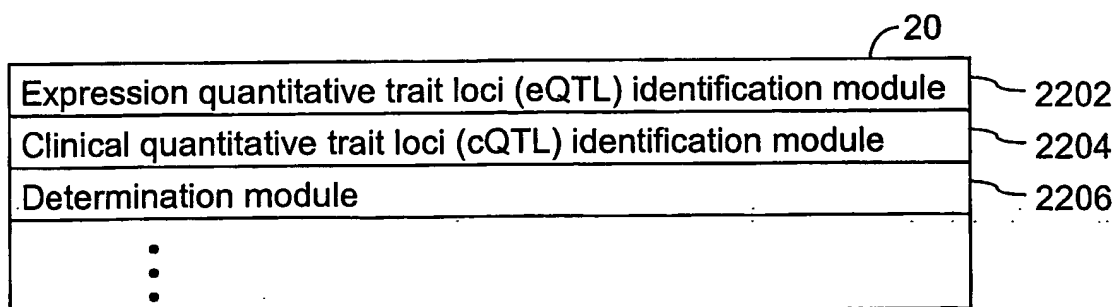 20
Expression quantitative trait loci (eQTL) identification module 2202
Clinical quantitative trait loci (cQTL) identification module 2204
Determination module 2206